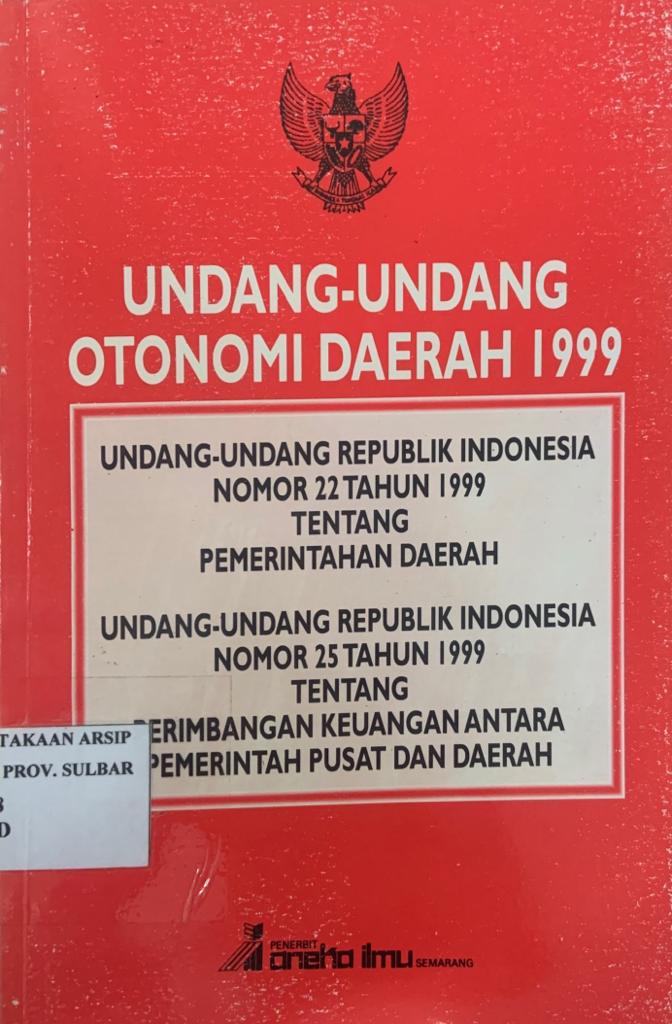 UNDANG-UNDANG
OTONOMI DAERAH 1999
UNDANG-UNDANG REPUBLIK INDONESIA
NOMOR 22 TAHUN 1999
TENTANG
PEMERINTAHAN DAERAH
UNDANG-UNDANG REPUBLIK INDONESIA
NOMOR 25 TAHUN 1999
TENTANG
PERIMBANGAN KEUANGAN ANTARA
PEMERINTAH PUSAT DAN DAERAH
TAKAAN ARSIP
PROV. SULBAR
8
D
PENERBIT
aneka ilmu SEMARANG